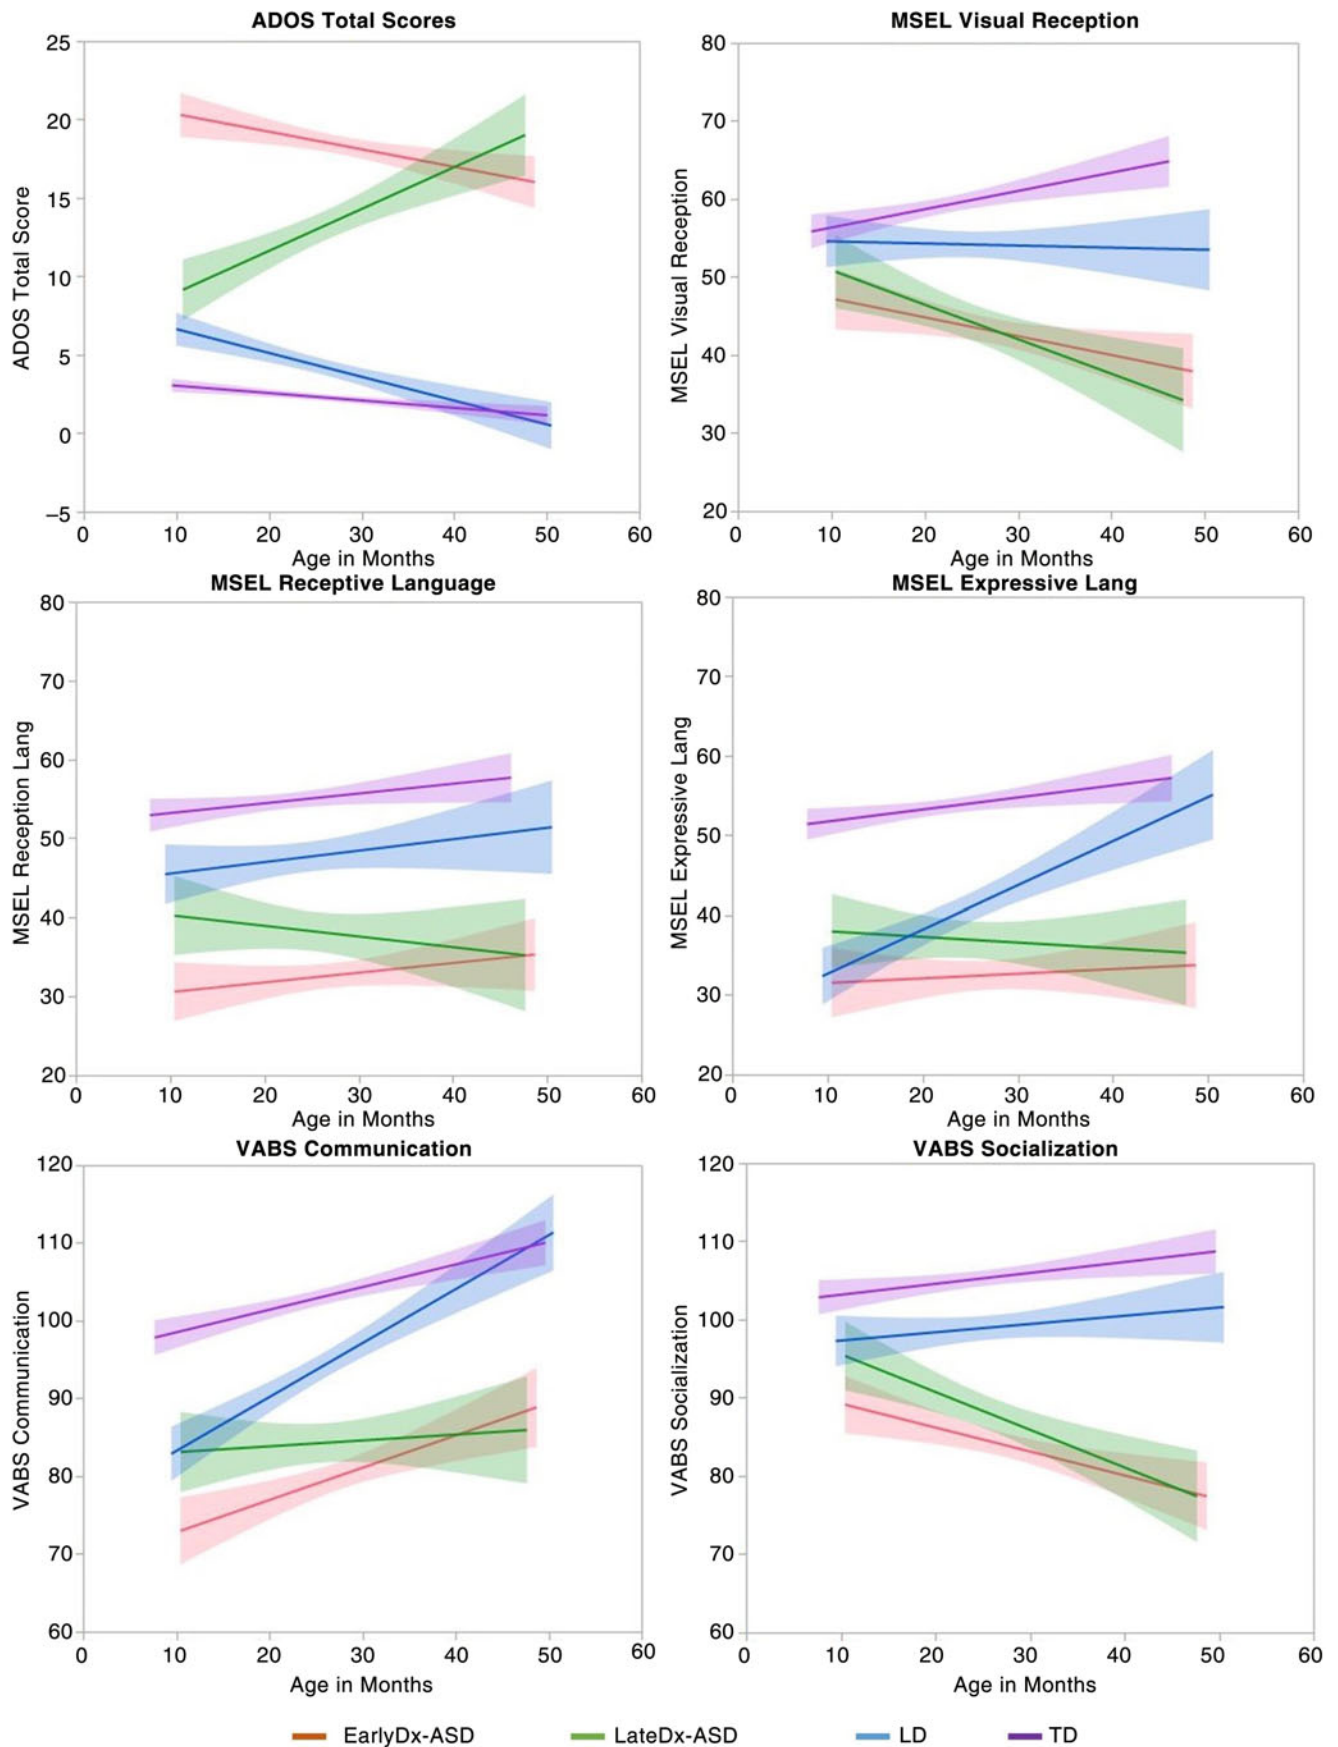 ADOS Total Scores
25
20
15
10
5
0
–5
ADOS Total Score
0 10 20 30 40 50 60
Age in Months
MSEL Visual Reception
80
70
60
50
40
30
20
MSEL Visual Reception
0 10 20 30 40 50 60
Age in Months
MSEL Receptive Language
80
70
60
50
40
30
20
MSEL Reception Lang
0 10 20 30 40 50 60
Age in Months
MSEL Expressive Lang
80
70
60
50
40
30
20
MSEL Expressive Lang
0 10 20 30 40 50 60
Age in Months
VABS Communication
120
110
100
90
80
70
60
VABS Communication
0 10 20 30 40 50 60
Age in Months
VABS Socialization
120
110
100
90
80
70
60
VABS Socialization
0 10 20 30 40 50 60
Age in Months
EarlyDx-ASD LateDx-ASD LD TD